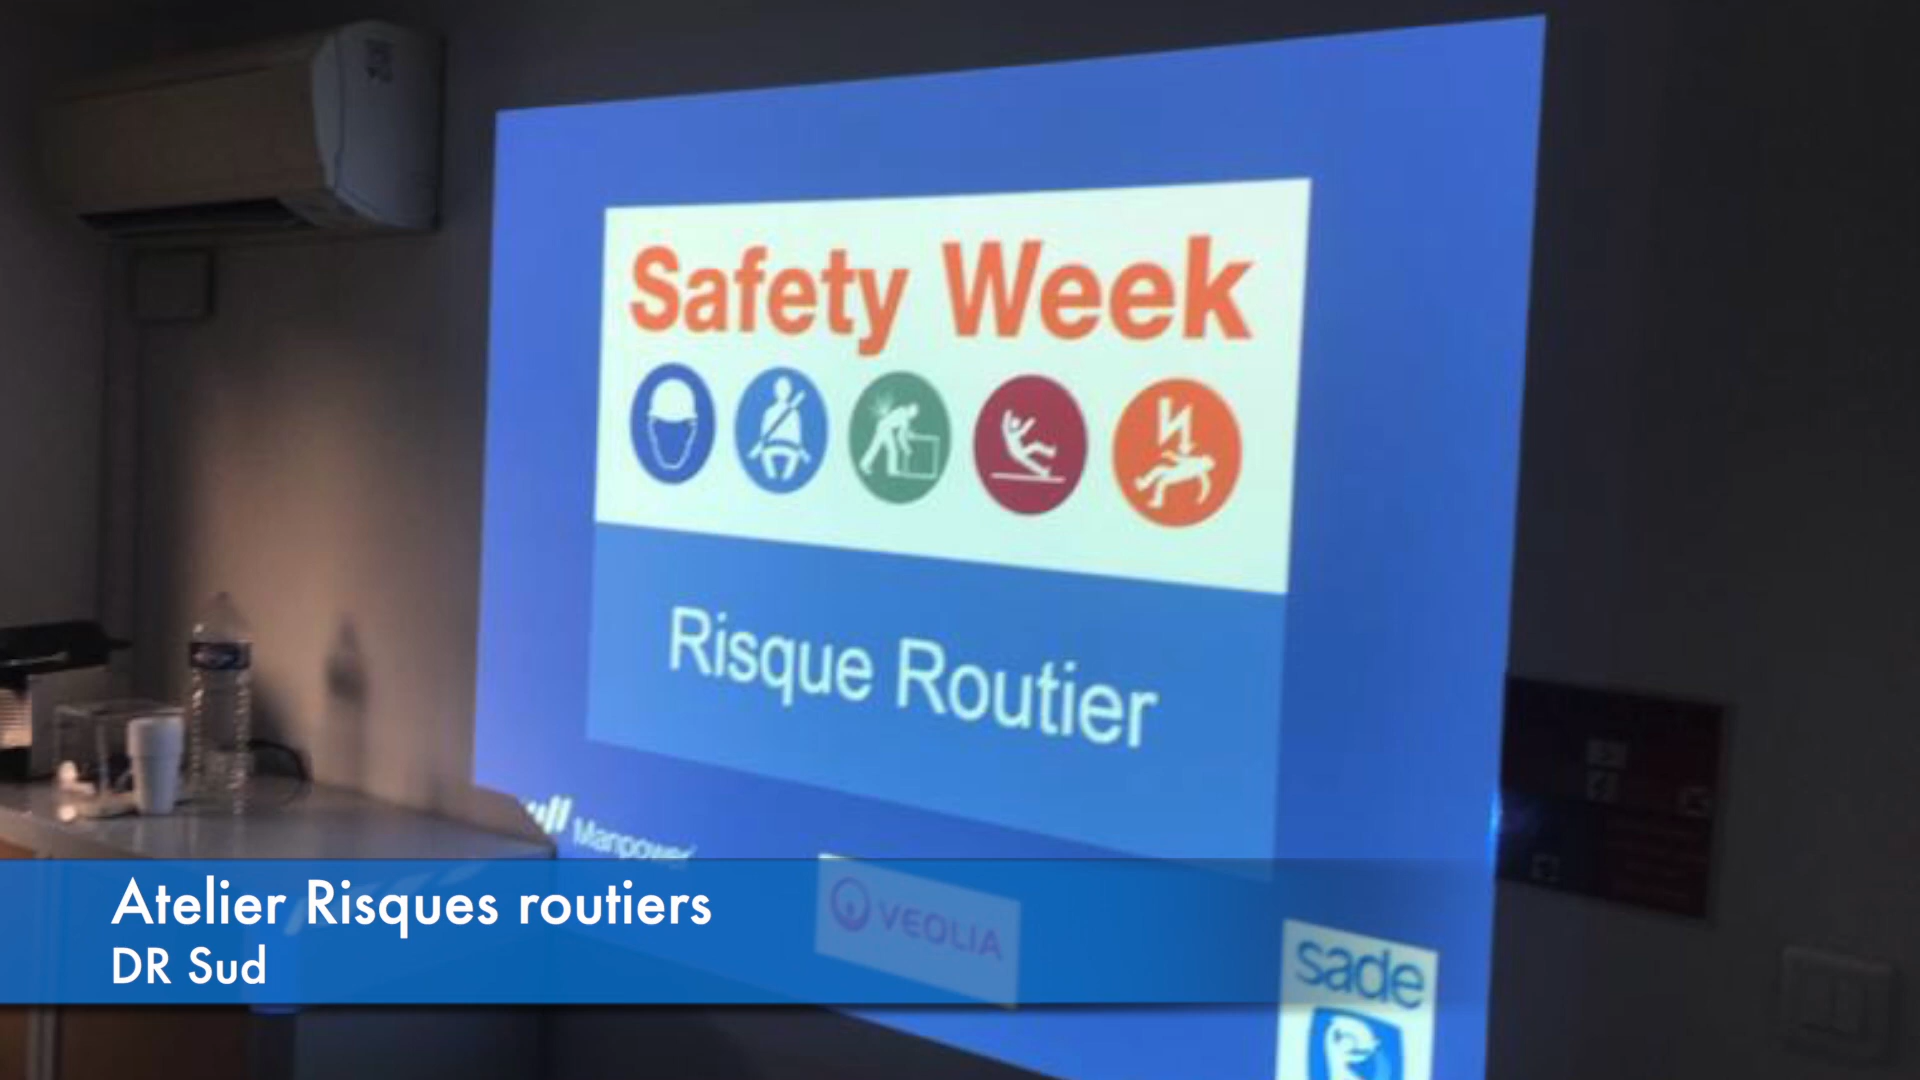 Safety Week
Risque Routier
Manpower
VEOLIA
sade
Atelier Risques routiers
DR Sud